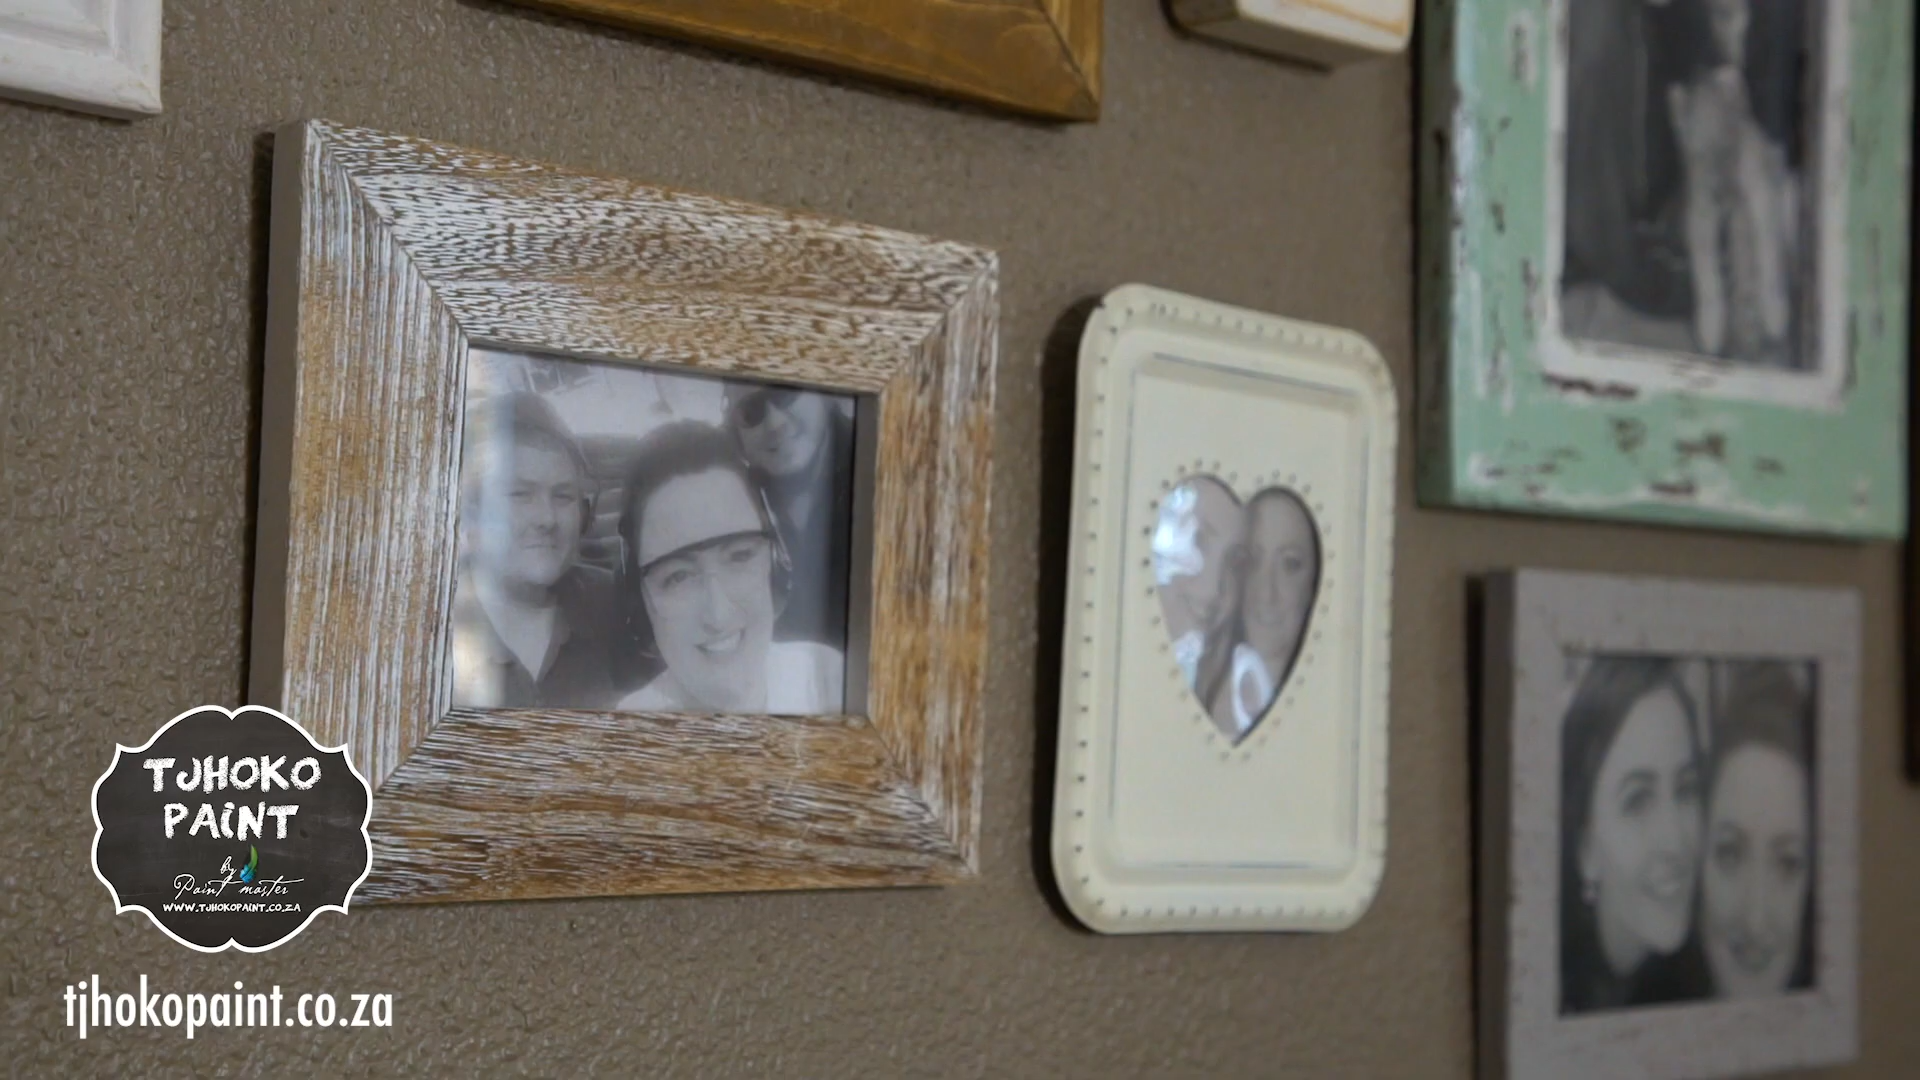 TJHOKO
PAiNT
by
Paint master
WWW.TJHOKOPAINT.CO.ZA
tjhokopaint.co.za